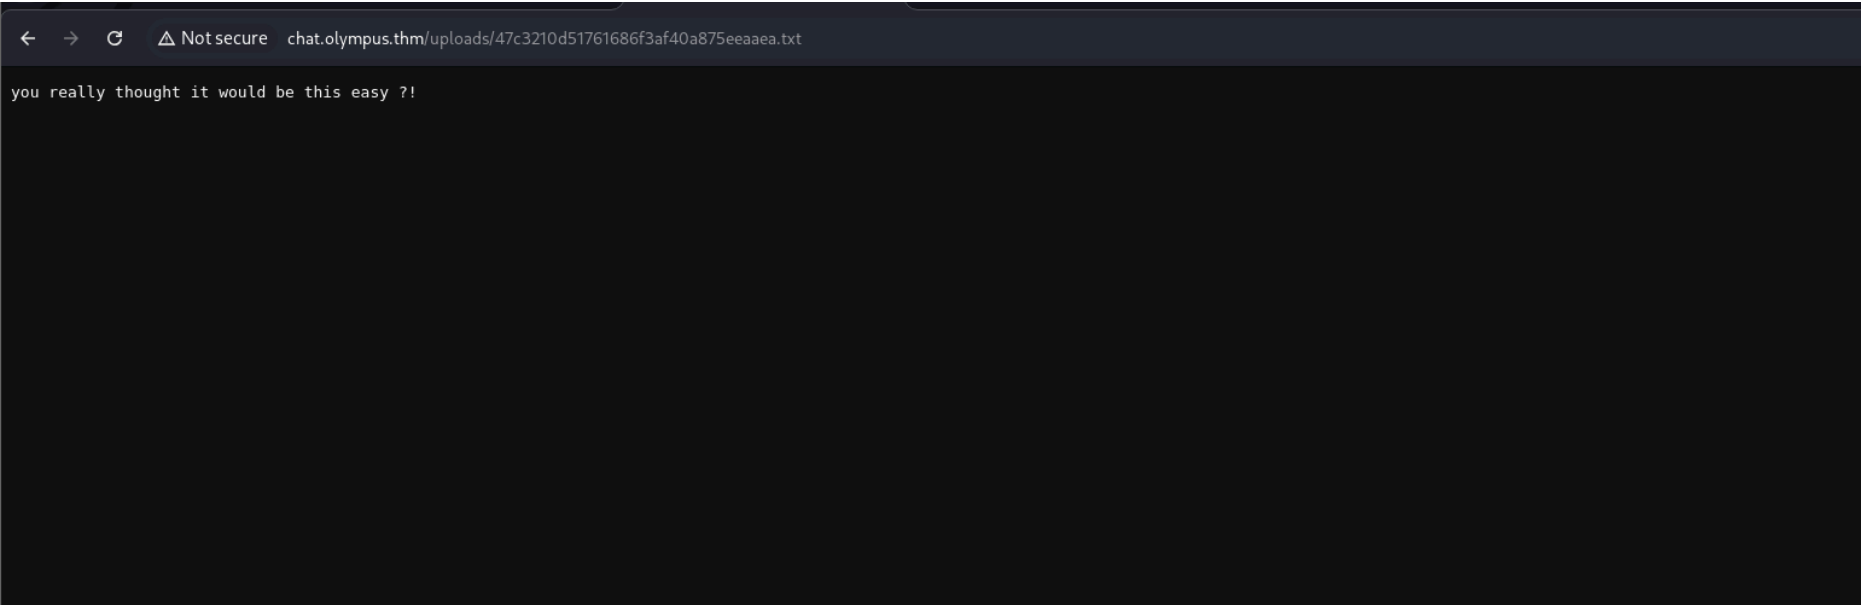 Not secure chat.olympus.thm/uploads/47c3210d51761686f3af40a875eeaaea.txt
you really thought it would be this easy ?!